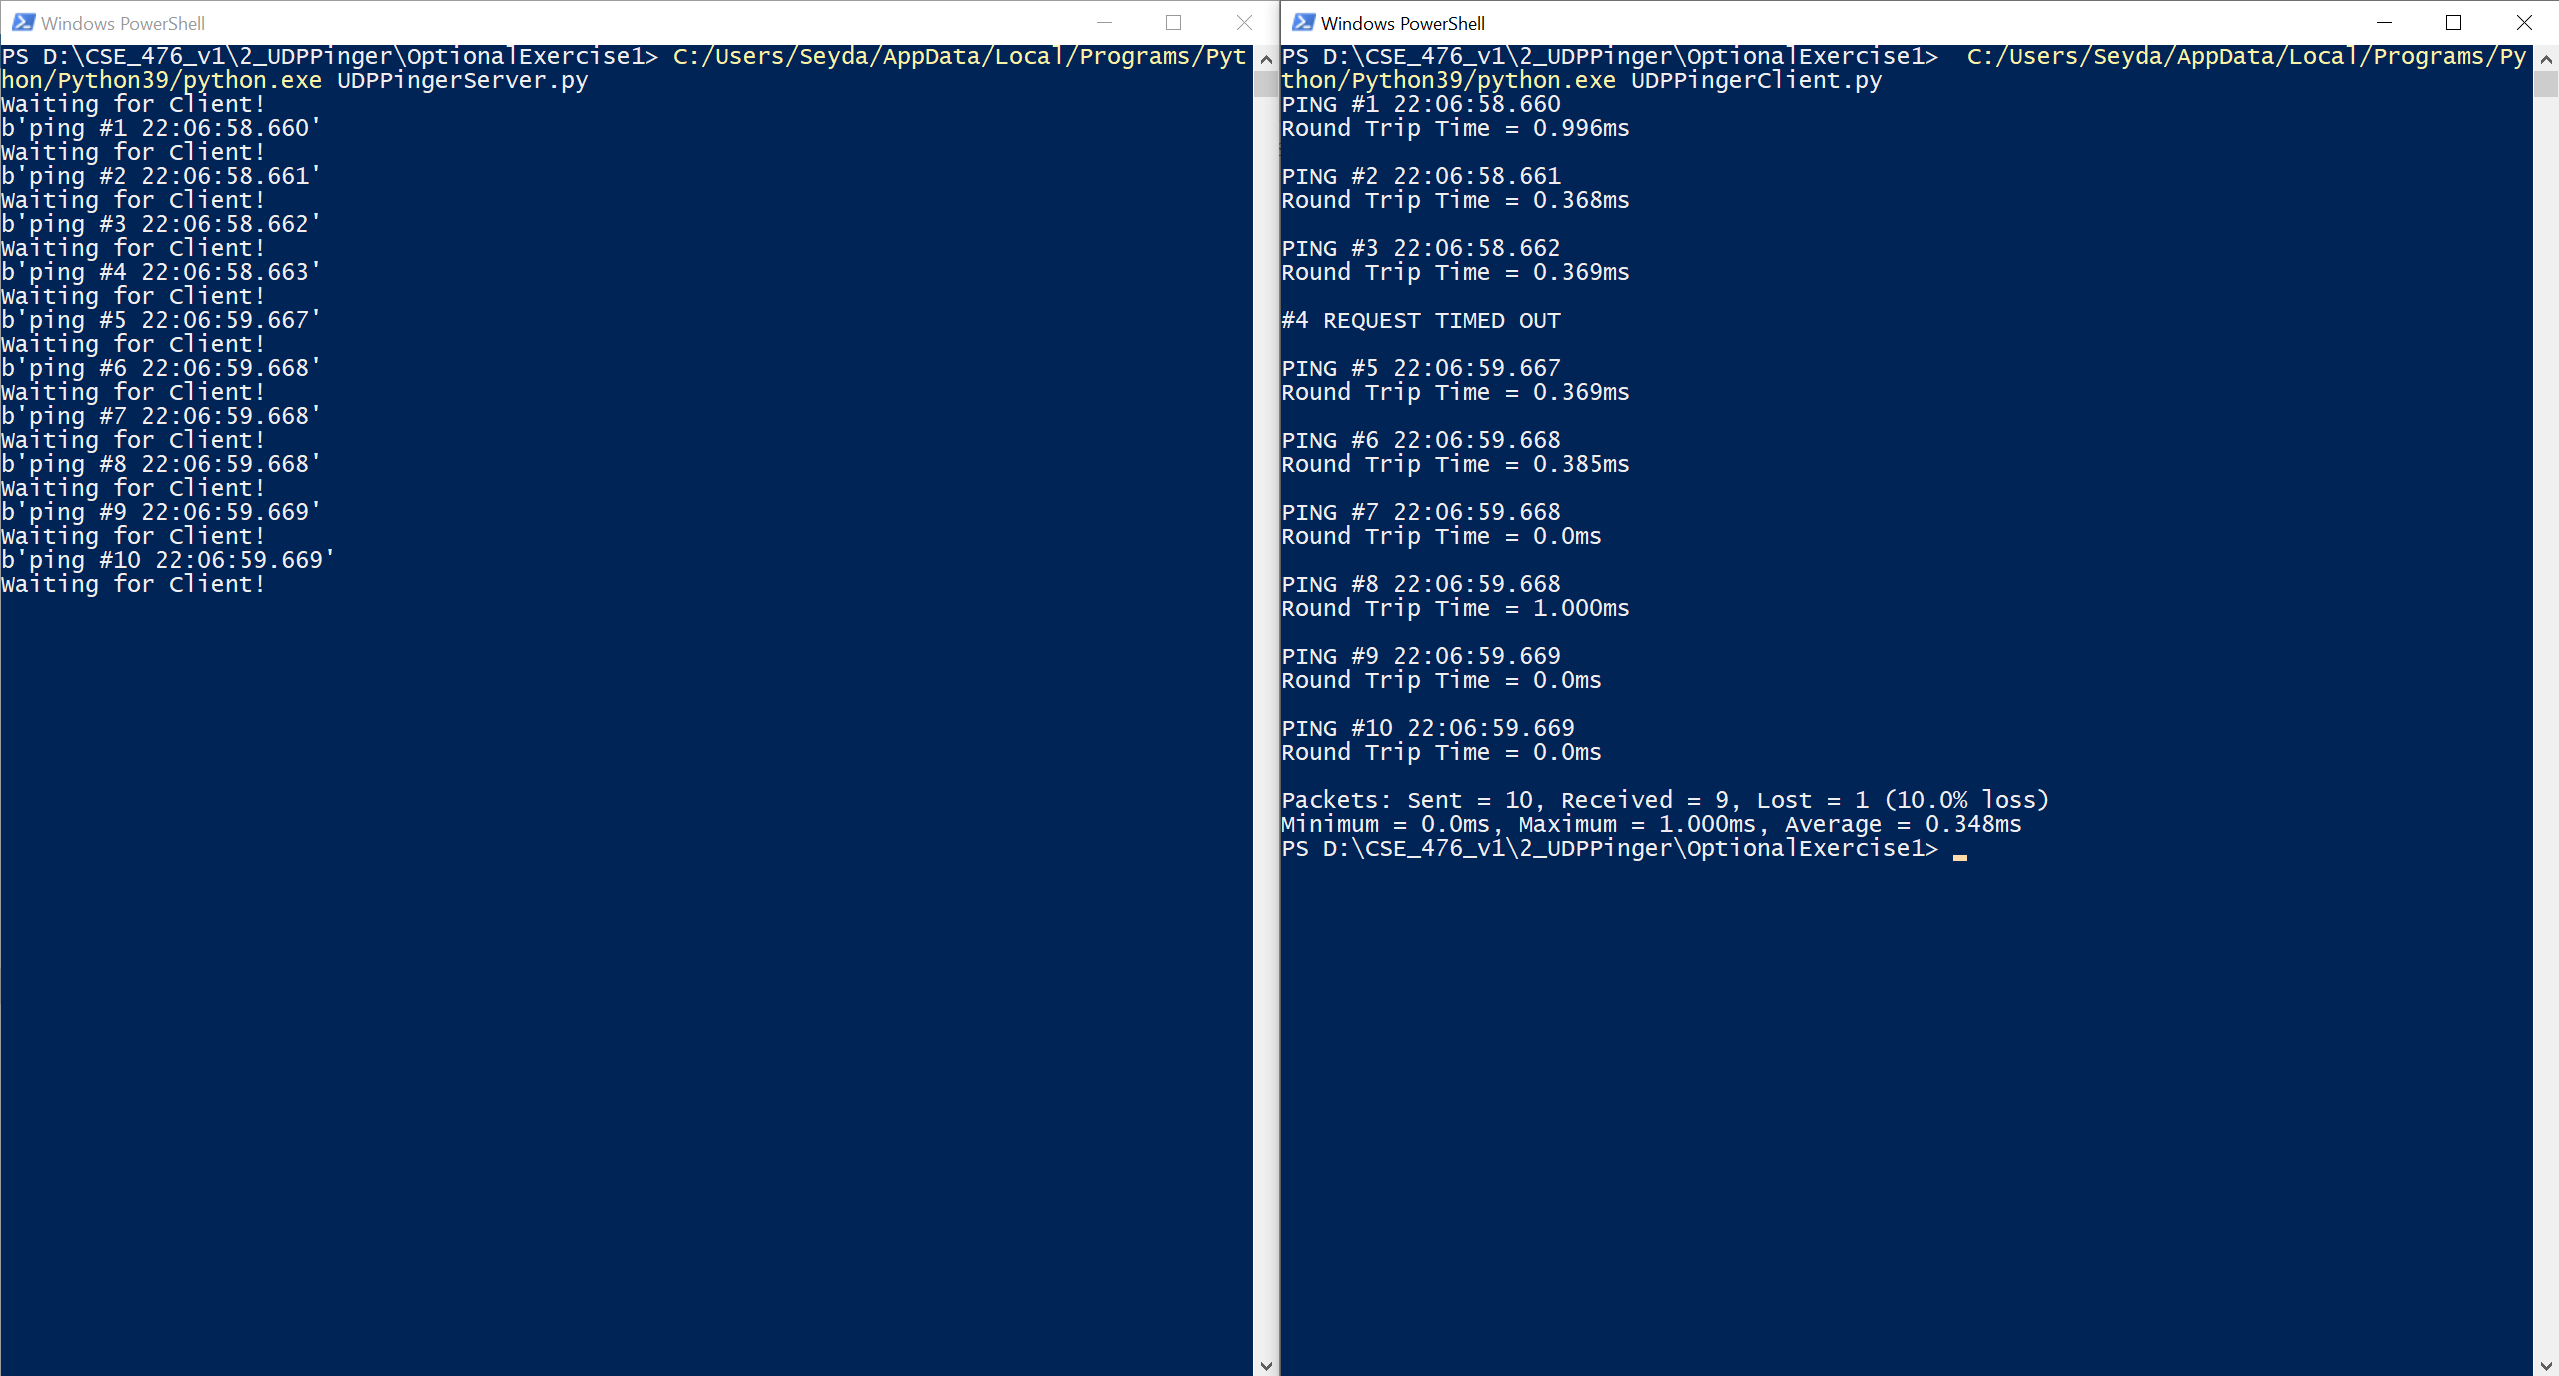 Windows PowerShell
PS D:\CSE_476_v1\2_UDPPinger\OptionalExercise1> C:/Users/Seyda/AppData/Local/Programs/Pyt
hon/Python39/python.exe UDPPingerServer.py
Waiting for Client!
b'ping #1 22:06:58.660'
Waiting for Client!
b'ping #2 22:06:58.661'
Waiting for Client!
b'ping #3 22:06:58.662'
Waiting for Client!
b'ping #4 22:06:58.663'
Waiting for Client!
b'ping #5 22:06:59.667'
Waiting for Client!
b'ping #6 22:06:59.668'
Waiting for Client!
b'ping #7 22:06:59.668'
Waiting for Client!
b'ping #8 22:06:59.668'
Waiting for Client!
b'ping #9 22:06:59.669'
Waiting for Client!
b'ping #10 22:06:59.669'
Waiting for Client!
Windows PowerShell
PS D:\CSE_476_v1\2_UDPPinger\OptionalExercise1>  C:/Users/Seyda/AppData/Local/Programs/Py
thon/Python39/python.exe UDPPingerClient.py
PING #1 22:06:58.660
Round Trip Time = 0.996ms
PING #2 22:06:58.661
Round Trip Time = 0.368ms
PING #3 22:06:58.662
Round Trip Time = 0.369ms
#4 REQUEST TIMED OUT
PING #5 22:06:59.667
Round Trip Time = 0.369ms
PING #6 22:06:59.668
Round Trip Time = 0.385ms
PING #7 22:06:59.668
Round Trip Time = 0.0ms
PING #8 22:06:59.668
Round Trip Time = 1.000ms
PING #9 22:06:59.669
Round Trip Time = 0.0ms
PING #10 22:06:59.669
Round Trip Time = 0.0ms
Packets: Sent = 10, Received = 9, Lost = 1 (10.0% loss)
Minimum = 0.0ms, Maximum = 1.000ms, Average = 0.348ms
PS D:\CSE_476_v1\2_UDPPinger\OptionalExercise1> _